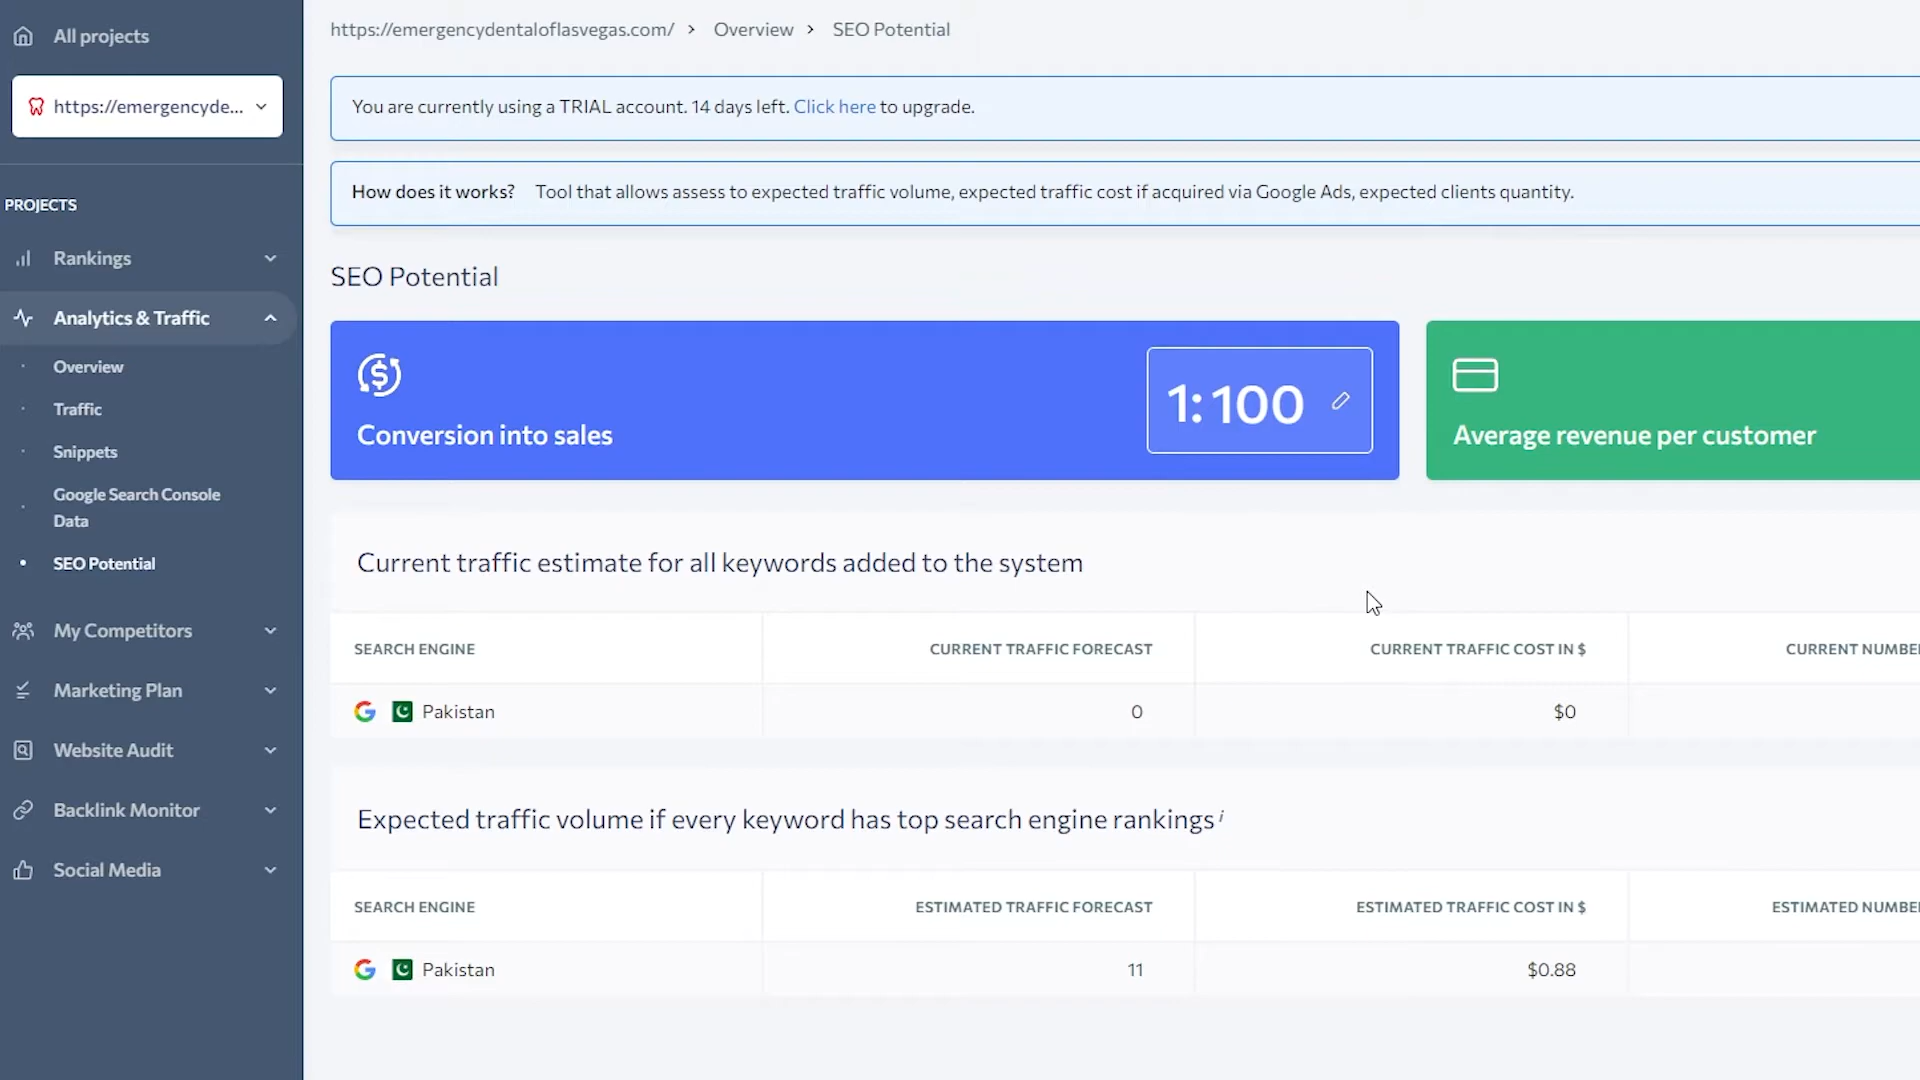 All projects
https://emergencyde...
PROJECTS
Rankings
Analytics & Traffic
Overview
Traffic
Snippets
Google Search Console
Data
SEO Potential
My Competitors
Marketing Plan
Website Audit
Backlink Monitor
Social Media
https://emergencydentaloflasvegas.com/ > Overview > SEO Potential
You are currently using a TRIAL account. 14 days left. Click here to upgrade.
How does it works? Tool that allows assess to expected traffic volume, expected traffic cost if acquired via Google Ads, expected clients quantity.
SEO Potential
Conversion into sales
1:100
Average revenue per customer
Current traffic estimate for all keywords added to the system
SEARCH ENGINE CURRENT TRAFFIC FORECAST CURRENT TRAFFIC COST IN $ CURRENT NUMBE
Pakistan 0 $0
Expected traffic volume if every keyword has top search engine rankings i
SEARCH ENGINE ESTIMATED TRAFFIC FORECAST ESTIMATED TRAFFIC COST IN $ ESTIMATED NUMBE
Pakistan 11 $0.88